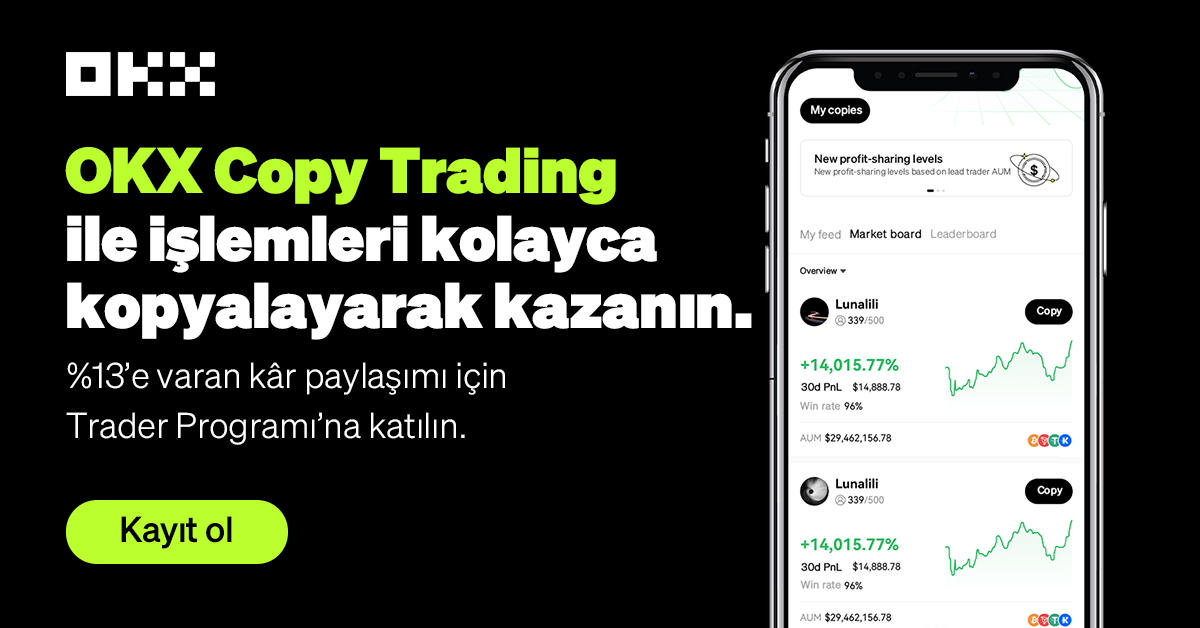 OKX
OKX Copy Trading
ile işlemleri kolayca
kopyalayarak kazanın.
%13’e varan kâr paylaşımı için
Trader Programı’na katılın.
Kayıt ol
My copies
New profit-sharing levels
New profit-sharing levels based on lead trader AUM
$
My feed Market board Leaderboard
Overview
Lunalili
339/500
Copy
+14,015.77%
30d PnL $14,888.78
Win rate 96%
AUM $29,462,156.78
Lunalili
339/500
Copy
+14,015.77%
30d PnL $14,888.78
Win rate 96%
AUM $29,462,156.78